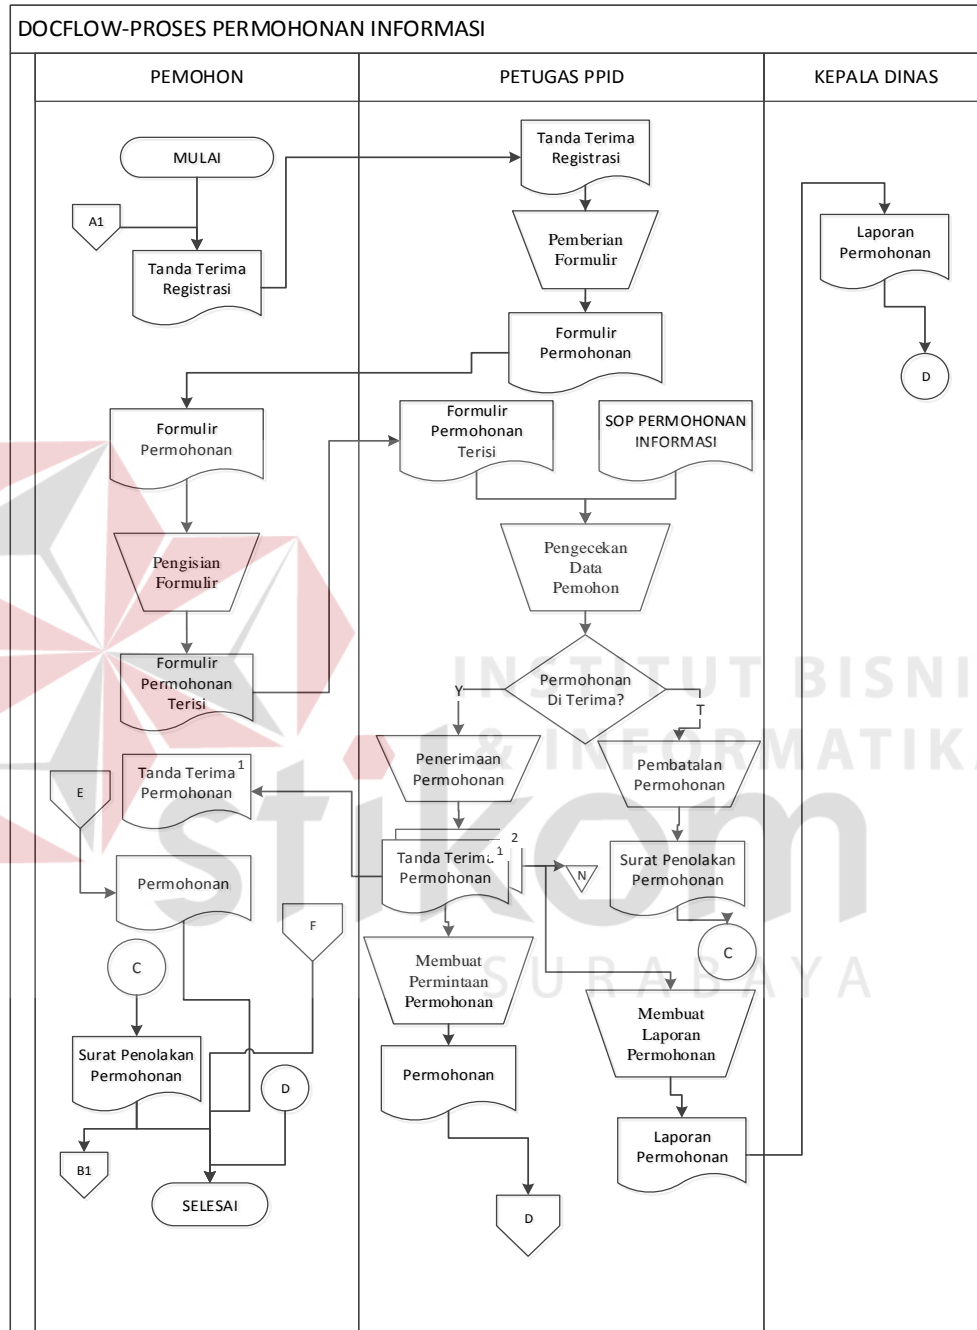 DOCFLOW-PROSES PERMOHONAN INFORMASI
PEMOHON
PETUGAS PPID
KEPALA DINAS
MULAI
A1
Tanda Terima
Registrasi
Tanda Terima
Registrasi
Pemberian
Formulir
Formulir
Permohonan
Laporan
Permohonan
D
Formulir
Permohonan
Formulir
Permohonan
Terisi
SOP PERMOHONAN
INFORMASI
Pengisian
Formulir
Pengecekan
Data
Pemohon
Formulir
Permohonan
Terisi
Permohonan
Di Terima?
Y
T
Penerimaan
Permohonan
Pembatalan
Permohonan
E
Tanda Terima 1
Permohonan
2
Tanda Terima 1
Permohonan
N
Surat Penolakan
Permohonan
C
Permohonan
F
C
Membuat
Permintaan
Permohonan
Membuat
Laporan
Permohonan
Surat Penolakan
Permohonan
D
Permohonan
Laporan
Permohonan
B1
SELESAI
D
INSTITUT BISNI
& INFORMATIKA
stikom
SURABAYA